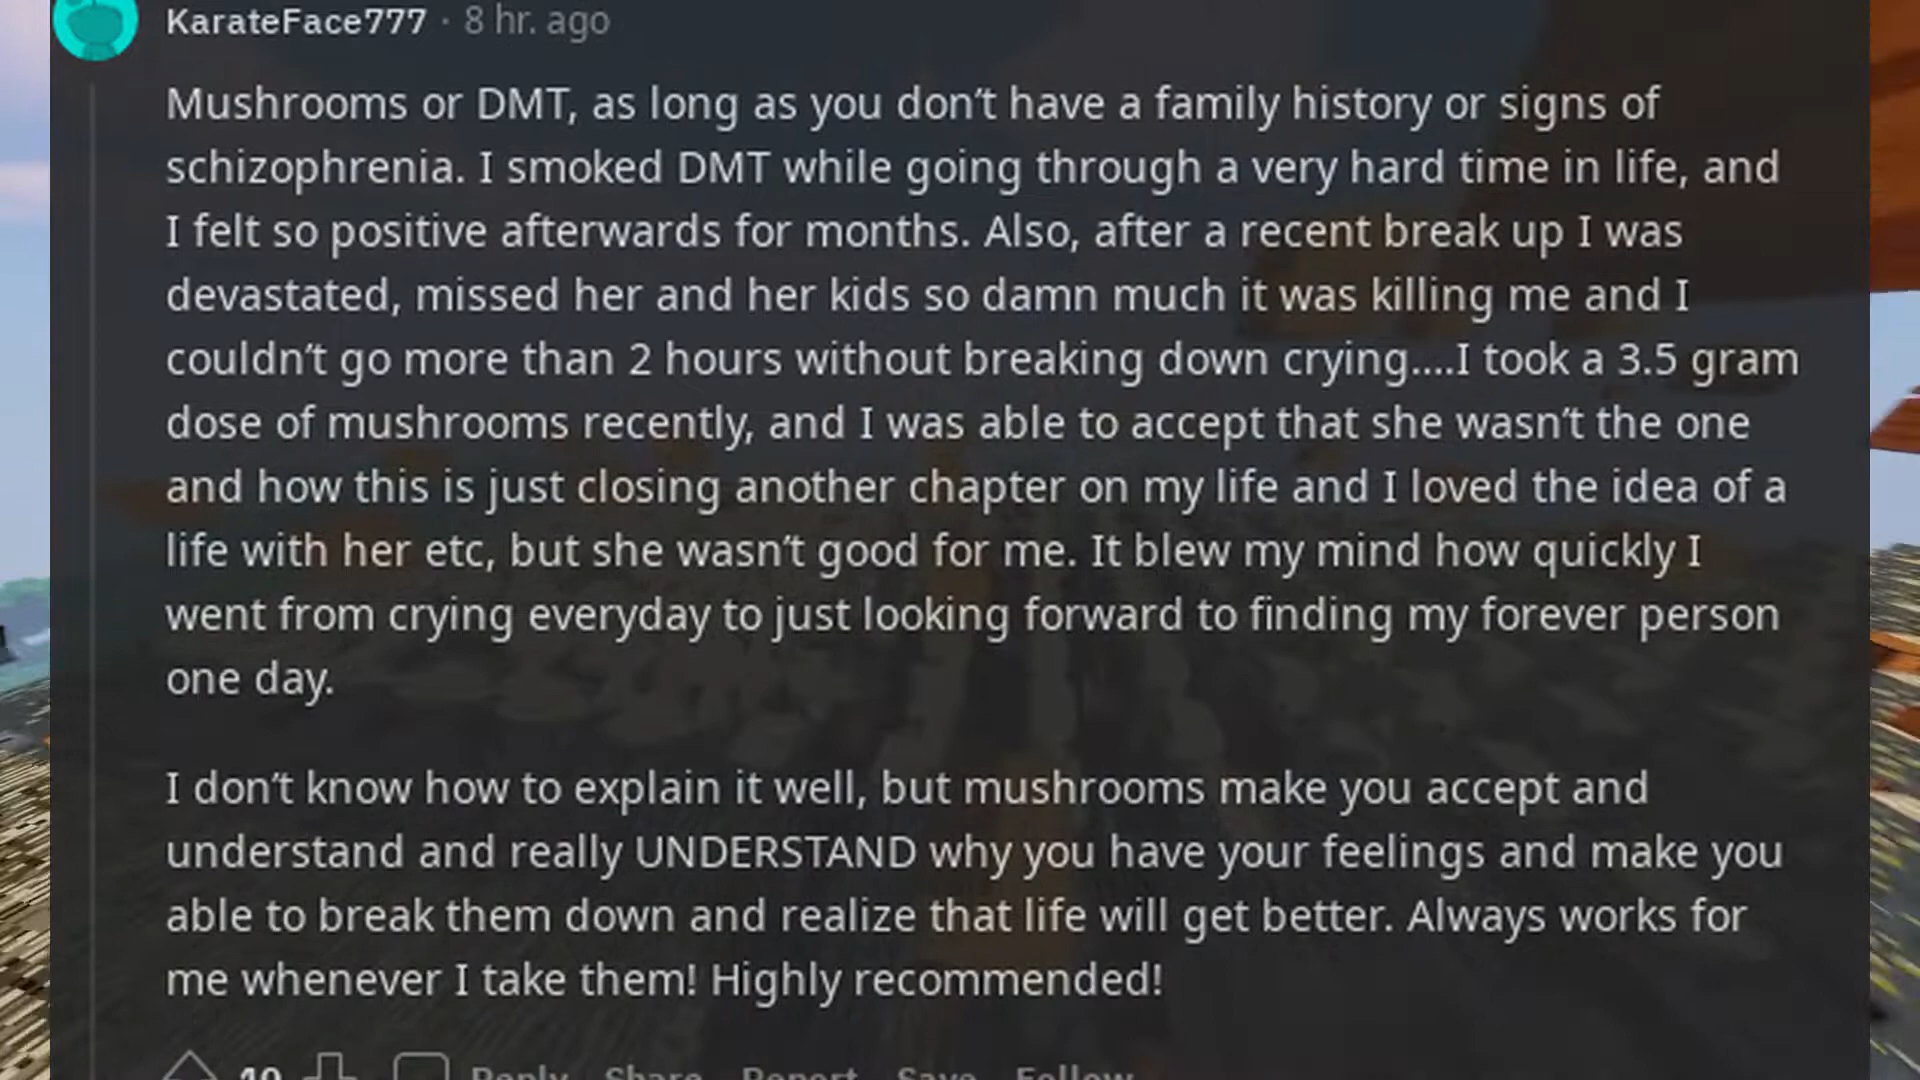 KarateFace777 · 8 hr. ago
Mushrooms or DMT, as long as you don't have a family history or signs of
schizophrenia. I smoked DMT while going through a very hard time in life, and
I felt so positive afterwards for months. Also, after a recent break up I was
devastated, missed her and her kids so damn much it was killing me and I
couldn't go more than 2 hours without breaking down crying....I took a 3.5 gram
dose of mushrooms recently, and I was able to accept that she wasn't the one
and how this is just closing another chapter on my life and I loved the idea of a
life with her etc, but she wasn't good for me. It blew my mind how quickly I
went from crying everyday to just looking forward to finding my forever person
one day.
I don't know how to explain it well, but mushrooms make you accept and
understand and really UNDERSTAND why you have your feelings and make you
able to break them down and realize that life will get better. Always works for
me whenever I take them! Highly recommended!
Reply Share Report Save Follow